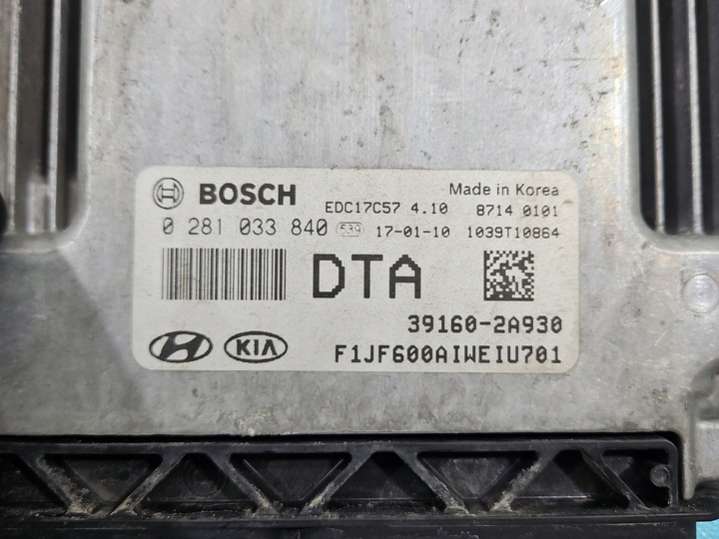 BOSCH
Made in Korea
EDC17C57 4.10 8714 0101
0 281 033 840 539 17-01-10 1039T10864
DTA
39160-2A930
KIA
F1JF600AIWEIU701